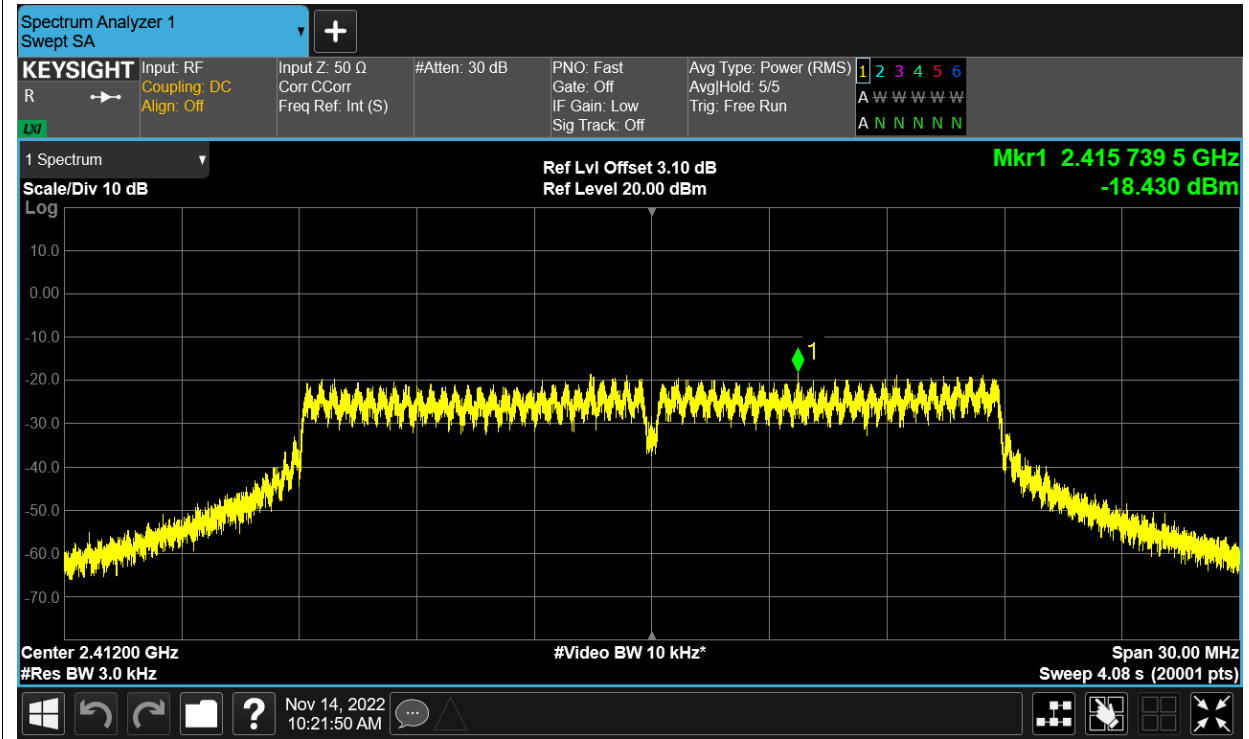 Spectrum Analyzer 1
Swept SA
KEYSIGHT
R
LXI
Input: RF
Coupling: DC
Align: Off
Input Z: 50 Ω
Corr CCorr
Freq Ref: Int (S)
#Atten: 30 dB
PNO: Fast
Gate: Off
IF Gain: Low
Sig Track: Off
Avg Type: Power (RMS)
Avg|Hold: 5/5
Trig: Free Run
1 2 3 4 5 6
A W W W W W
A N N N N N
1 Spectrum
Scale/Div 10 dB
Log
Ref Lvl Offset 3.10 dB
Ref Level 20.00 dBm
Mkr1 2.415 739 5 GHz
-18.430 dBm
10.0
0.00
-10.0
-20.0
-30.0
-40.0
-50.0
-60.0
-70.0
1
Center 2.41200 GHz
#Res BW 3.0 kHz
#Video BW 10 kHz*
Span 30.00 MHz
Sweep 4.08 s (20001 pts)
?
Nov 14, 2022
10:21:50 AM